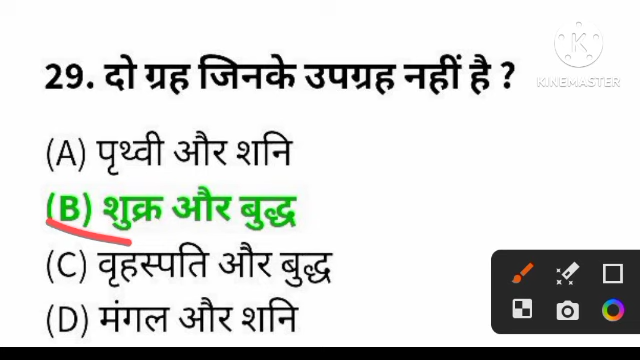 29. दो ग्रह जिनके उपग्रह नहीं है ?
KINEMASTER
(A) पृथ्वी और शनि
(B) शुक्र और बुद्ध
(C) वृहस्पति और बुद्ध
(D) मंगल और शनि